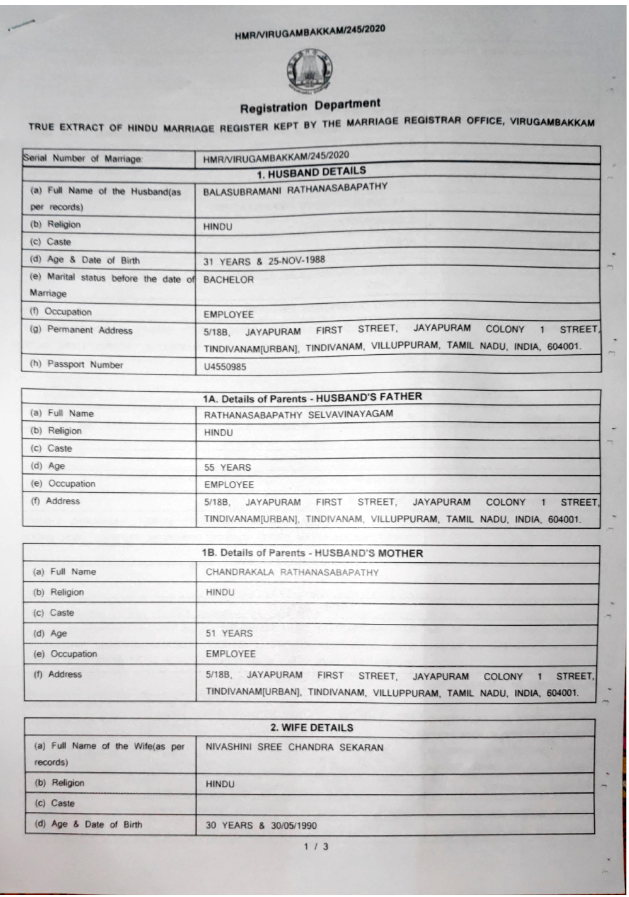 HMR/VIRUGAMBAKKAM/245/2020
Registration Department
TRUE EXTRACT OF HINDU MARRIAGE REGISTER KEPT BY THE MARRIAGE REGISTRAR OFFICE, VIRUGAMBAKKAM
Serial Number of Marriage: HMR/VIRUGAMBAKKAM/245/2020
1. HUSBAND DETAILS
(a) Full Name of the Husband(as BALASUBRAMANI RATHANASABAPATHY
per records)
(b) Religion HINDU
(c) Caste
(d) Age & Date of Birth 31 YEARS & 25-NOV-1988
(e) Marital status before the date of BACHELOR
Marriage
(f) Occupation EMPLOYEE
(g) Permanent Address 5/18B, JAYAPURAM FIRST STREET, JAYAPURAM COLONY 1 STREET,
TINDIVANAM[URBAN], TINDIVANAM, VILLUPPURAM, TAMIL NADU, INDIA, 604001.
(h) Passport Number U4550985
1A. Details of Parents - HUSBAND'S FATHER
(a) Full Name RATHANASABAPATHY SELVAVINAYAGAM
(b) Religion HINDU
(c) Caste
(d) Age 55 YEARS
(e) Occupation EMPLOYEE
(f) Address 5/18B, JAYAPURAM FIRST STREET, JAYAPURAM COLONY 1 STREET,
TINDIVANAM[URBAN], TINDIVANAM, VILLUPPURAM, TAMIL NADU, INDIA, 604001.
1B. Details of Parents - HUSBAND'S MOTHER
(a) Full Name CHANDRAKALA RATHANASABAPATHY
(b) Religion HINDU
(c) Caste
(d) Age 51 YEARS
(e) Occupation EMPLOYEE
(f) Address 5/18B, JAYAPURAM FIRST STREET, JAYAPURAM COLONY 1 STREET,
TINDIVANAM[URBAN], TINDIVANAM, VILLUPPURAM, TAMIL NADU, INDIA, 604001.
2. WIFE DETAILS
(a) Full Name of the Wife(as per NIVASHINI SREE CHANDRA SEKARAN
records)
(b) Religion HINDU
(c) Caste
(d) Age & Date of Birth 30 YEARS & 30/05/1990
1 / 3